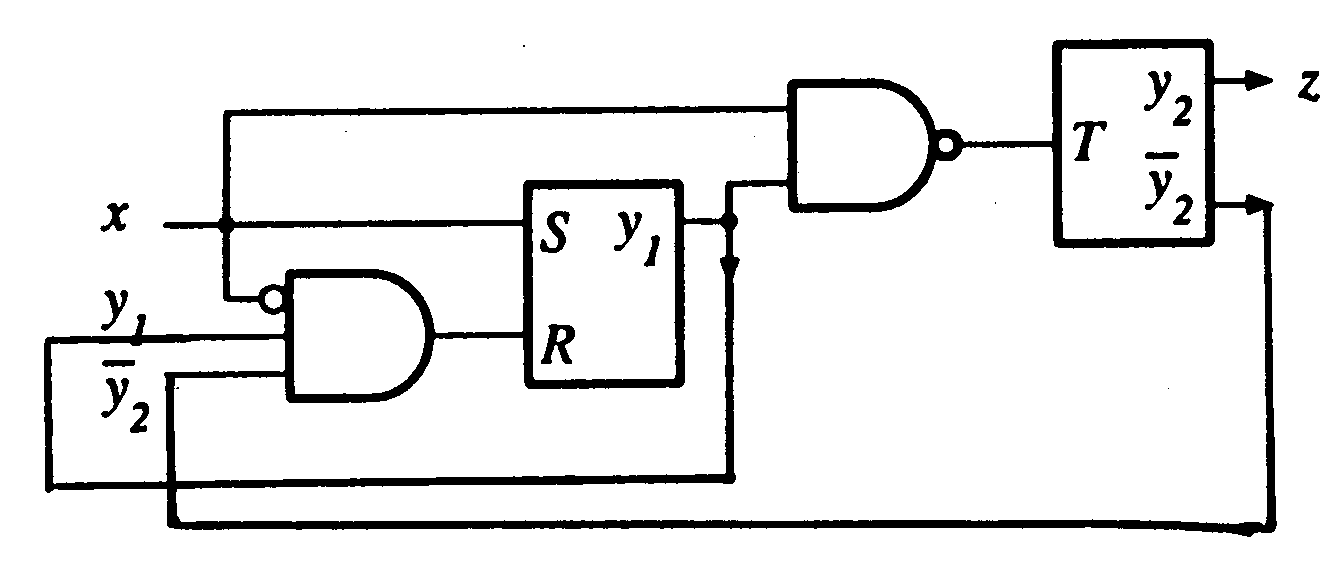 y₂ z
T
x
ȳ₂
S y₁
y₁
R
ȳ₂